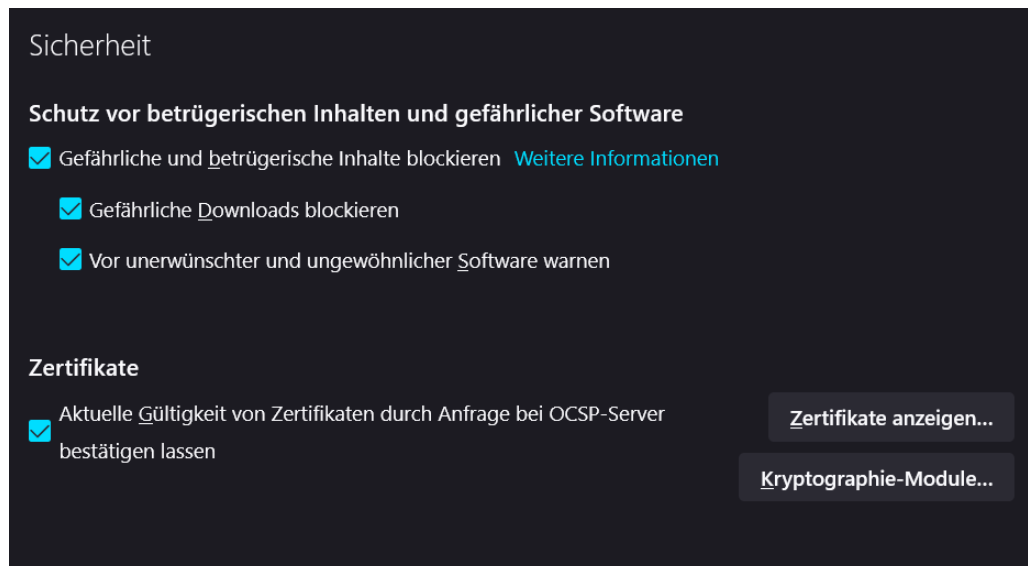 Sicherheit
Schutz vor betrügerischen Inhalten und gefährlicher Software
Gefährliche und betrügerische Inhalte blockieren Weitere Informationen
Gefährliche Downloads blockieren
Vor unerwünschter und ungewöhnlicher Software warnen
Zertifikate
Aktuelle Gültigkeit von Zertifikaten durch Anfrage bei OCSP-Server
bestätigen lassen
Zertifikate anzeigen...
Kryptographie-Module...